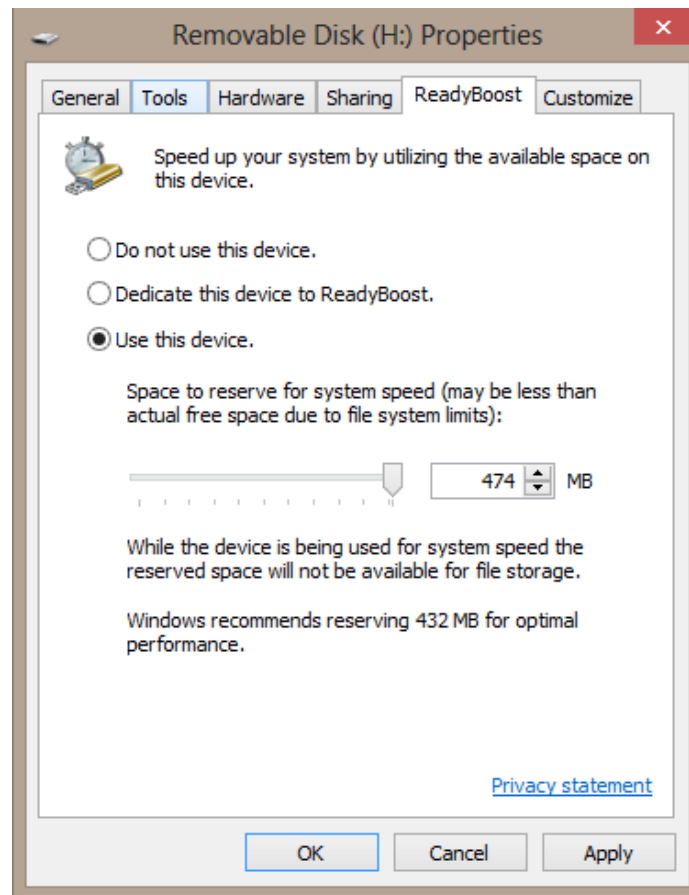 Removable Disk (H:) Properties
General Tools Hardware Sharing ReadyBoost Customize
Speed up your system by utilizing the available space on
this device.
Do not use this device.
Dedicate this device to ReadyBoost.
Use this device.
Space to reserve for system speed (may be less than
actual free space due to file system limits):
474 MB
While the device is being used for system speed the
reserved space will not be available for file storage.
Windows recommends reserving 432 MB for optimal
performance.
Privacy statement
OK Cancel Apply